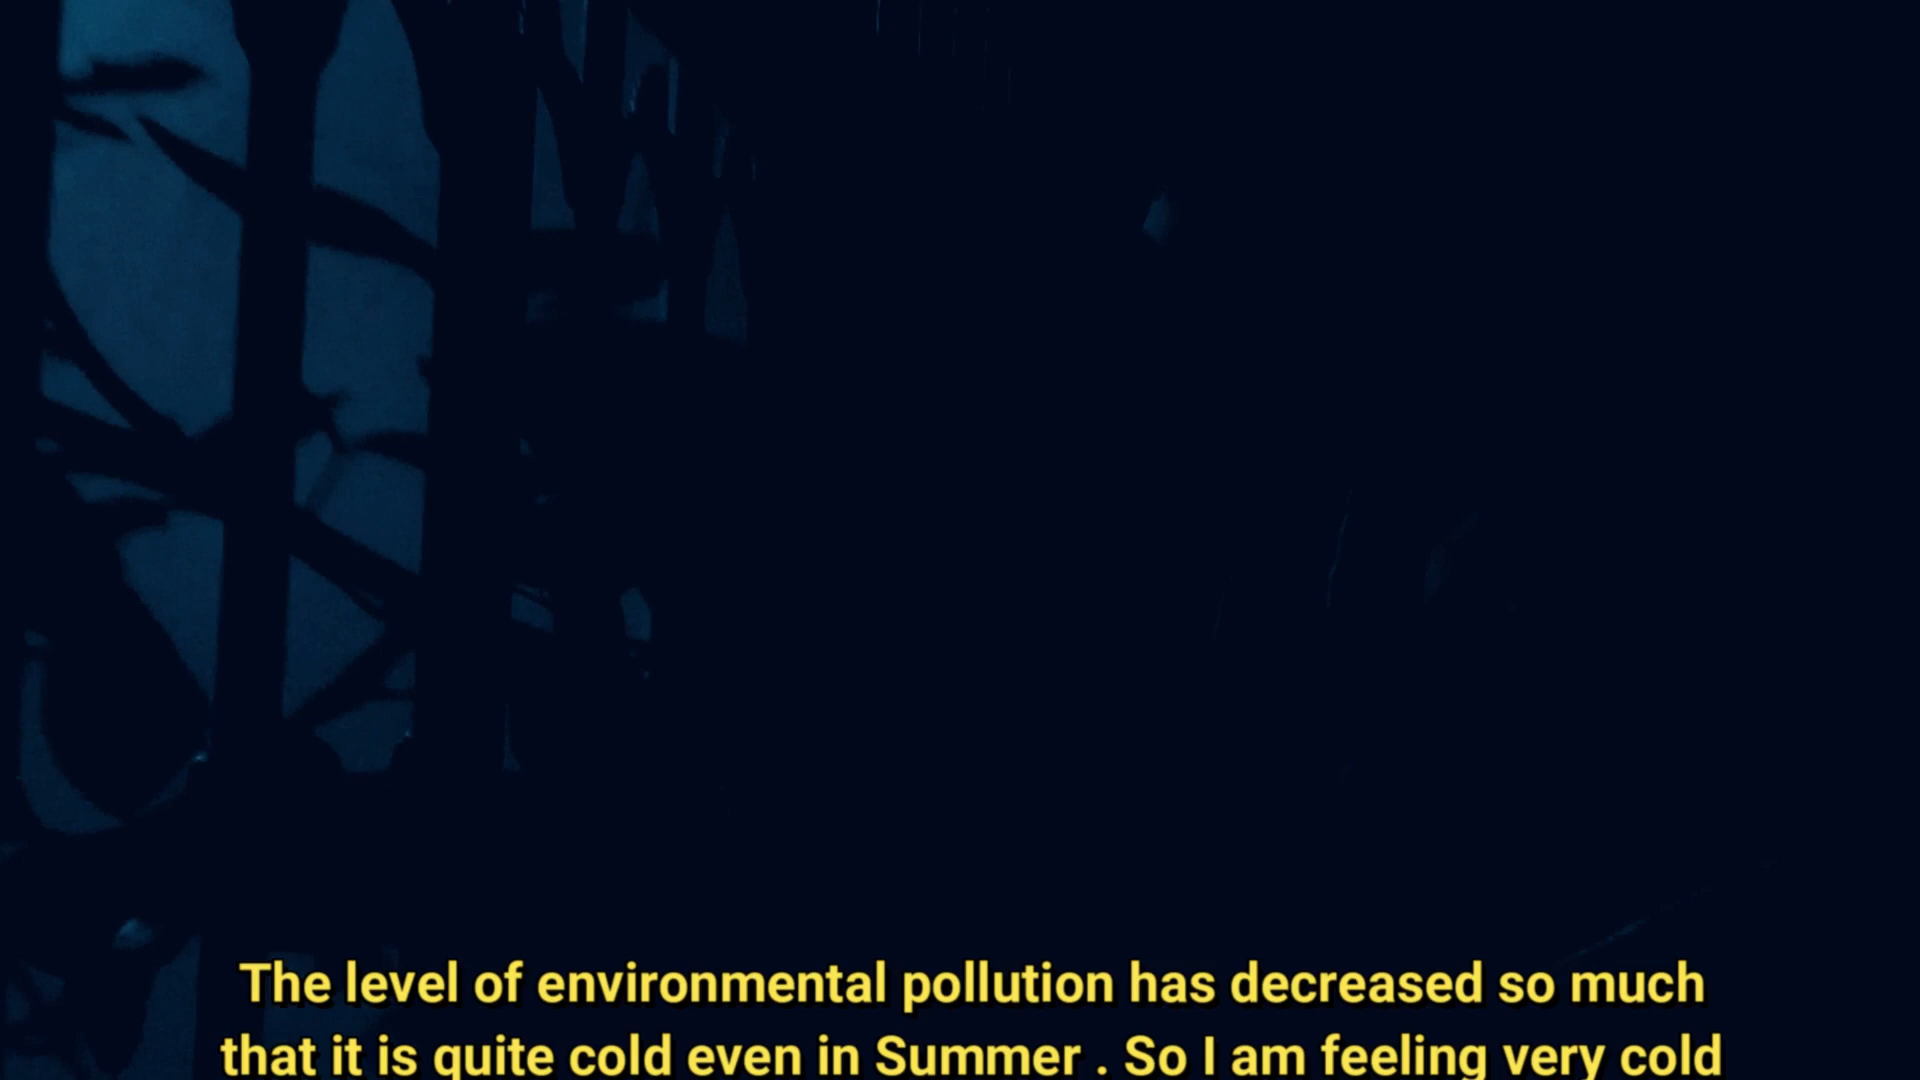 The level of environmental pollution has decreased so much
that it is quite cold even in Summer . So I am feeling very cold